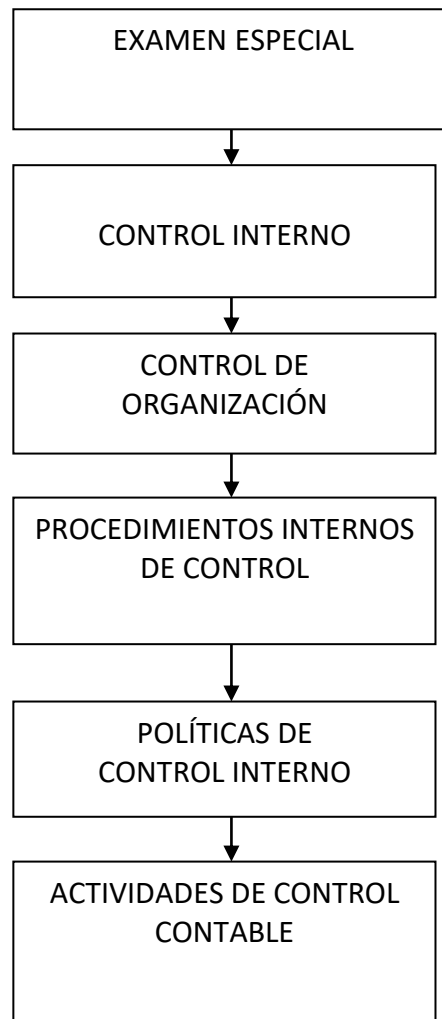 EXAMEN ESPECIAL
CONTROL INTERNO
CONTROL DE
ORGANIZACIÓN
PROCEDIMIENTOS INTERNOS
DE CONTROL
POLÍTICAS DE
CONTROL INTERNO
ACTIVIDADES DE CONTROL
CONTABLE